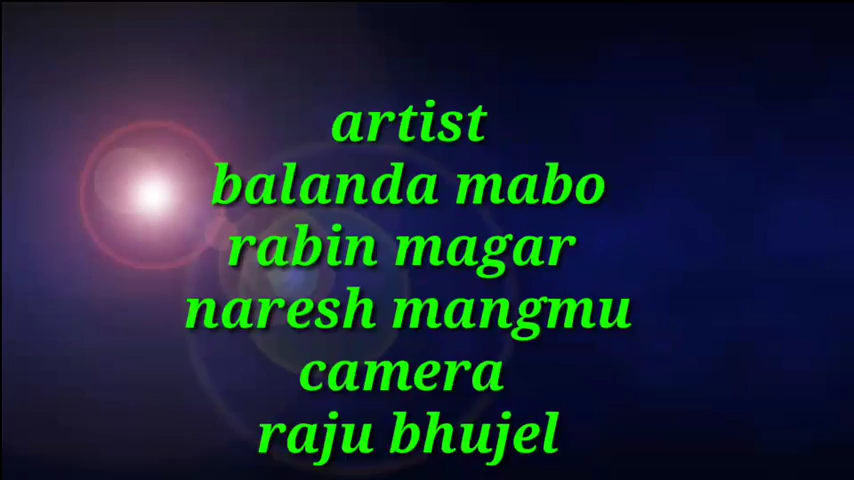 artist
balanda mabo
rabin magar
naresh mangmu
camera
raju bhujel